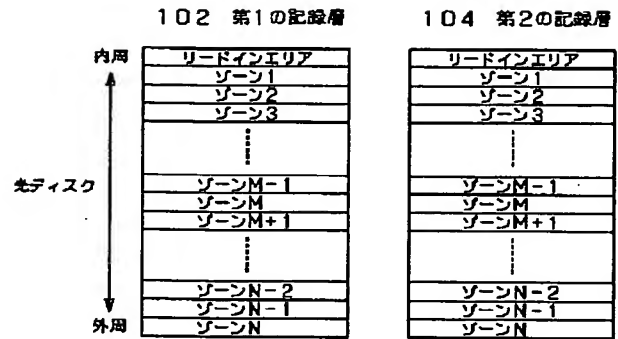 102 第1の記録層
104 第2の記録層
内周
光ディスク
外周
リードインエリア
ゾーン1
ゾーン2
ゾーン3
ゾーンM-1
ゾーンM
ゾーンM+1
ゾーンN-2
ゾーンN-1
ゾーンN
リードインエリア
ゾーン1
ゾーン2
ゾーン3
ゾーンM-1
ゾーンM
ゾーンM+1
ゾーンN-2
ゾーンN-1
ゾーンN